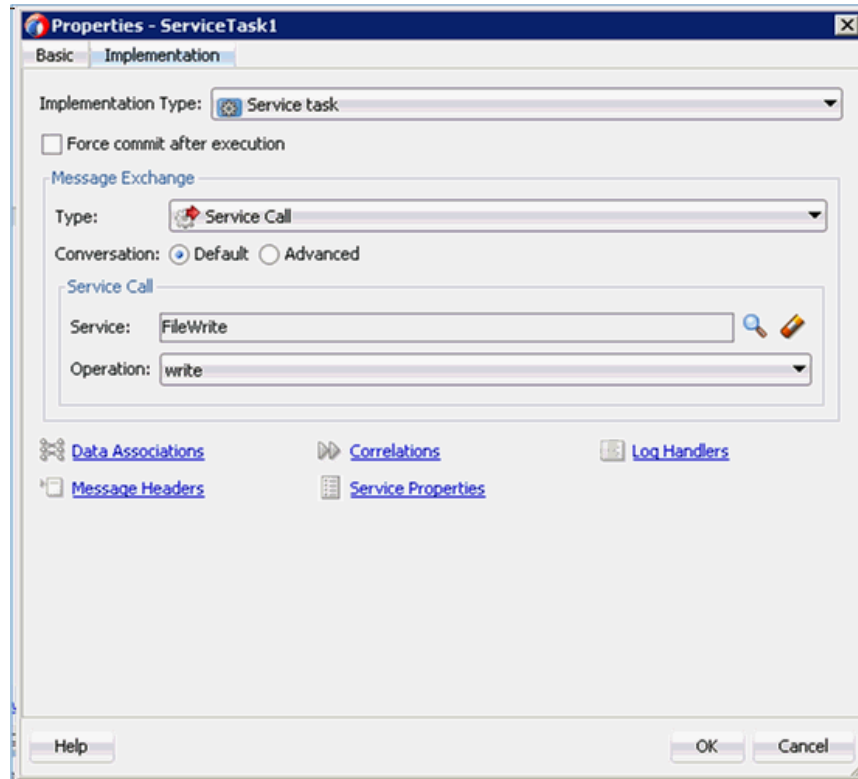 Properties - ServiceTask1
Basic Implementation
Implementation Type: Service task
Force commit after execution
Message Exchange
Type: Service Call
Conversation: Default Advanced
Service Call
Service: FileWrite
Operation: write
Data Associations Correlations Log Handlers
Message Headers Service Properties
Help OK Cancel